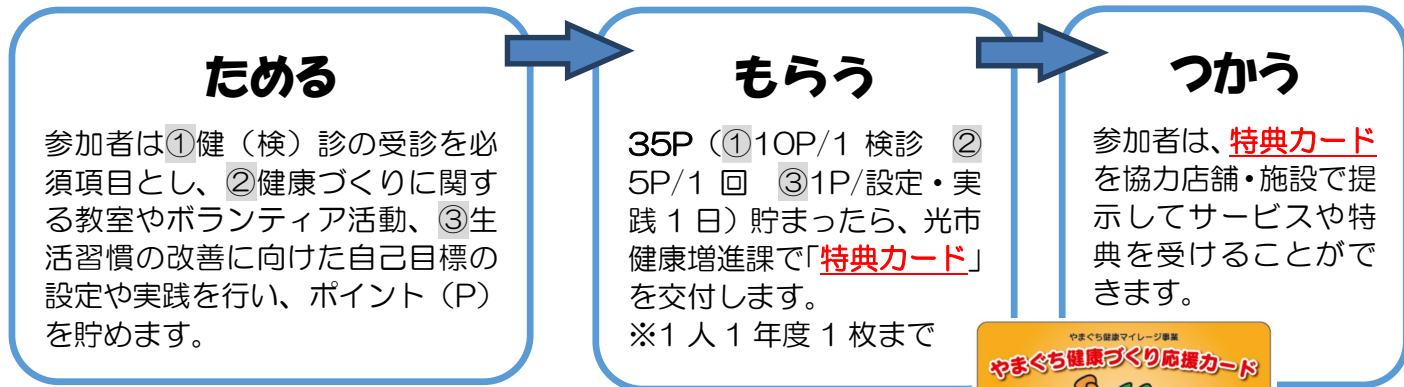 ためる
参加者は①健（検）診の受診を必
須項目とし、②健康づくりに関す
る教室やボランティア活動、③生
活習慣の改善に向けた自己目標の
設定や実践を行い、ポイント（P）
を貯めます。
もらう
35P（①10P/1 検診　②
5P/1 回　③1P/設定・実
践 1 日）貯まったら、光市
健康増進課で「特典カード」
を交付します。
※1 人 1 年度 1 枚まで
つかう
参加者は、特典カード
を協力店舗・施設で提
示してサービスや特
典を受けることがで
きます。
やまぐち健康マイレージ事業
やまぐち健康づくり応援カード